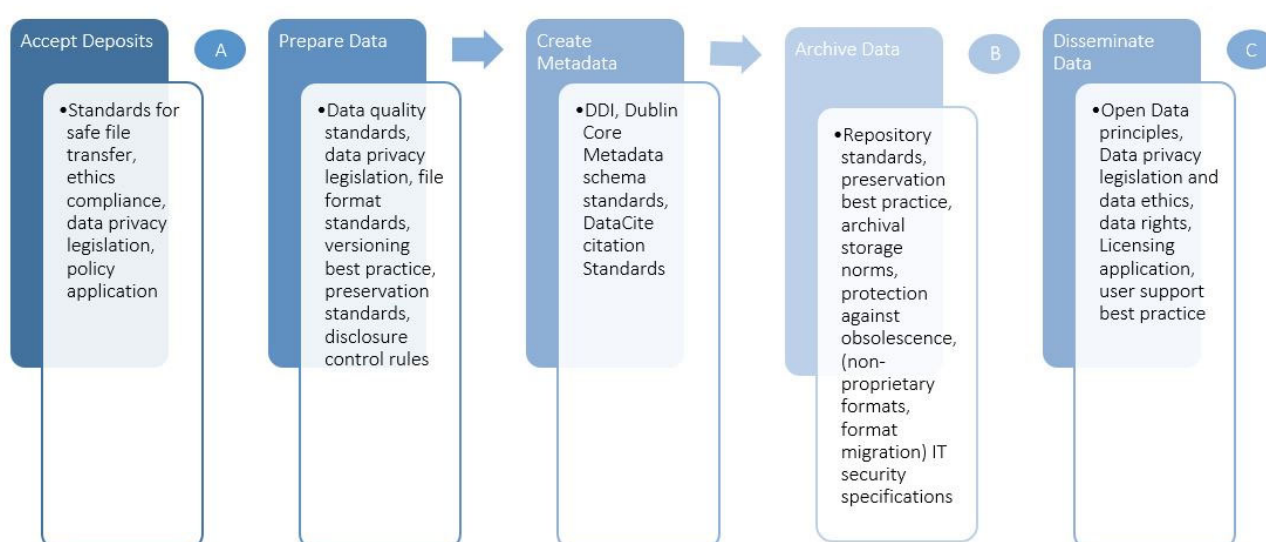 Accept Deposits
•Standards for
safe file
transfer,
ethics
compliance,
data privacy
legislation,
policy
application
A
Prepare Data
•Data quality
standards,
data privacy
legislation, file
format
standards,
versioning
best practice,
preservation
standards,
disclosure
control rules
Create
Metadata
•DDI, Dublin
Core
Metadata
schema
standards,
DataCite
citation
Standards
Archive Data
•Repository
standards,
preservation
best practice,
archival
storage
norms,
protection
against
obsolescence,
(non-
proprietary
formats,
format
migration) IT
security
specifications
B
Disseminate
Data
•Open Data
principles,
Data privacy
legislation and
data ethics,
data rights,
Licensing
application,
user support
best practice
C